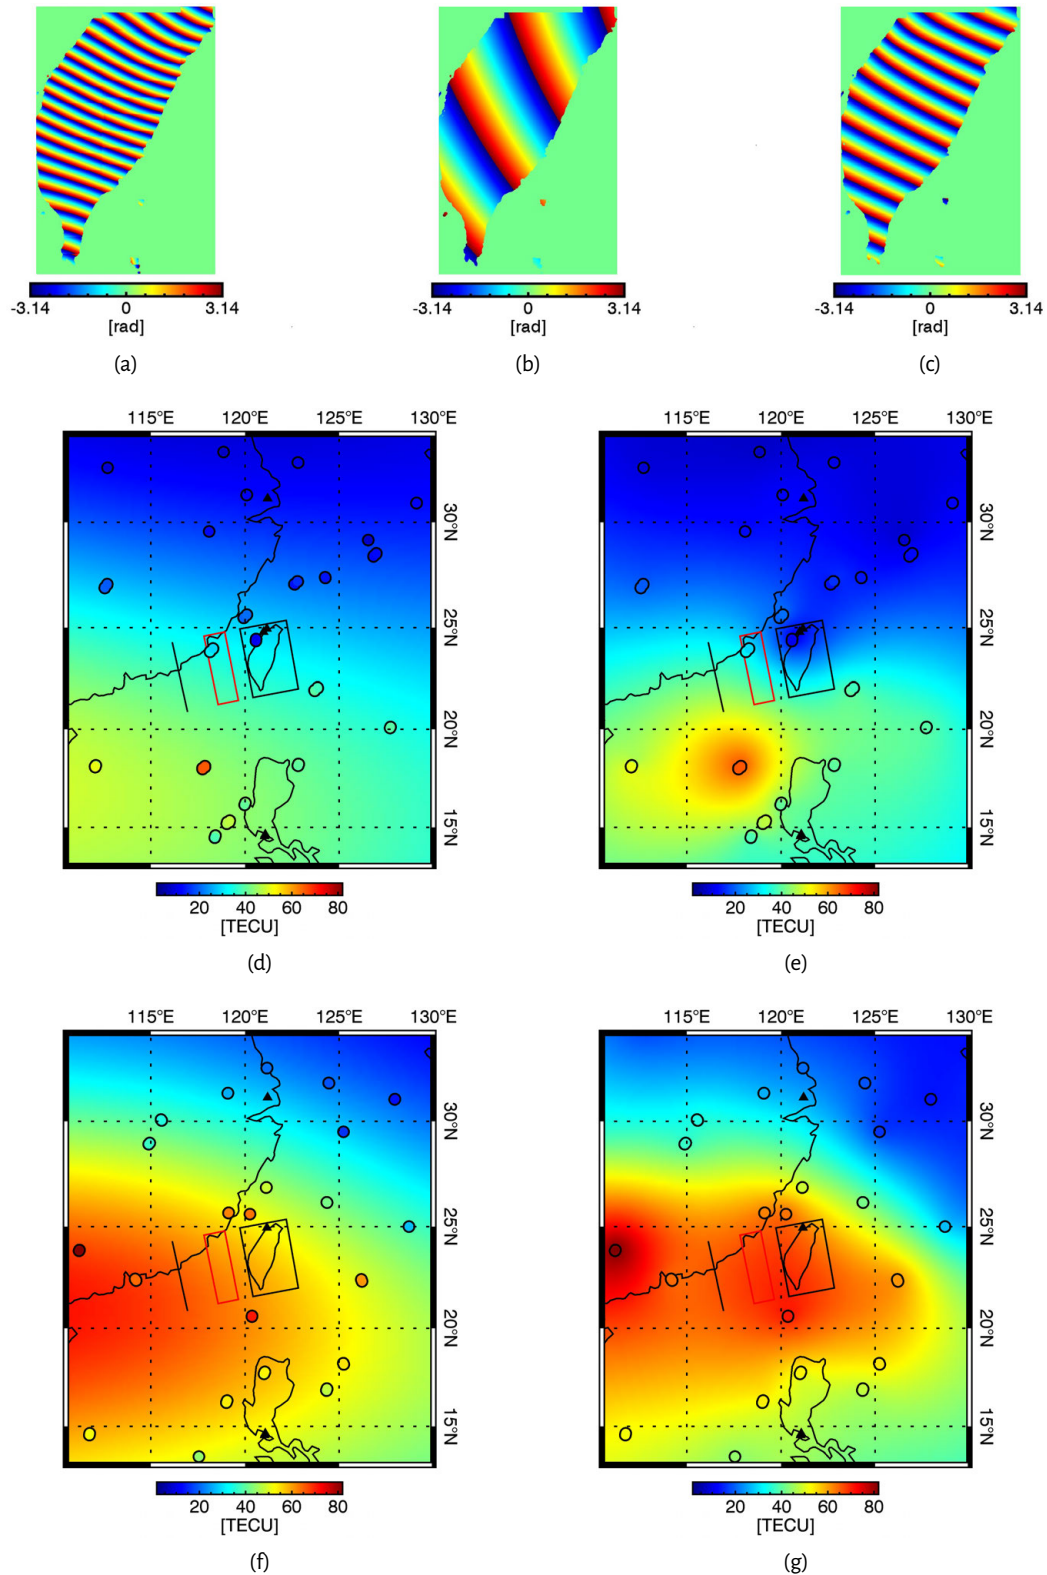 -3.14 0 3.14 -3.14 0 3.14 -3.14 0 3.14
[rad] [rad] [rad]
(a) (b) (c)
115°E 120°E 125°E 130°E 115°E 120°E 125°E 130°E
30°N 30°N
25°N 25°N
20°N 20°N
15°N 15°N
20 40 60 80 20 40 60 80
[TECU] [TECU]
(d) (e)
115°E 120°E 125°E 130°E 115°E 120°E 125°E 130°E
30°N 30°N
25°N 25°N
20°N 20°N
15°N 15°N
20 40 60 80 20 40 60 80
[TECU] [TECU]
(f) (g)